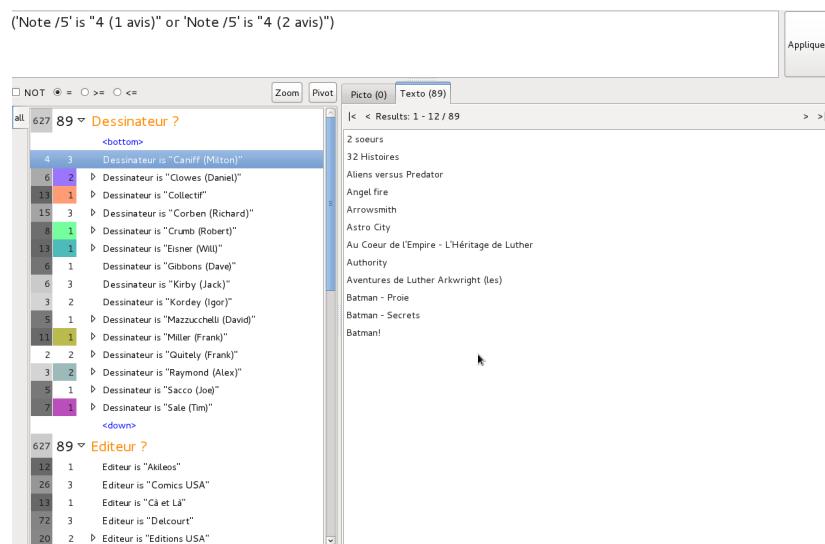 ('Note /5' is "4 (1 avis)" or 'Note /5' is "4 (2 avis)")
Applique
NOT = >= <= Zoom Pivot Picto (0) Texto (89)
all 627 89 Dessinateur ?
|< < Results: 1 - 12 / 89 > >|
<bottom>
4 3 Dessinateur is "Caniff (Milton)"
6 2 Dessinateur is "Clowes (Daniel)"
13 1 Dessinateur is "Collectif"
15 3 Dessinateur is "Corben (Richard)"
8 1 Dessinateur is "Crumb (Robert)"
13 1 Dessinateur is "Eisner (Will)"
6 1 Dessinateur is "Gibbons (Dave)"
6 3 Dessinateur is "Kirby (Jack)"
3 2 Dessinateur is "Kordey (Igor)"
5 1 Dessinateur is "Mazzucchelli (David)"
11 1 Dessinateur is "Miller (Frank)"
2 2 Dessinateur is "Quitely (Frank)"
3 2 Dessinateur is "Raymond (Alex)"
5 1 Dessinateur is "Sacco (Joe)"
7 1 Dessinateur is "Sale (Tim)"
<down>
627 89 Editeur ?
12 1 Editeur is "Akileos"
26 3 Editeur is "Comics USA"
13 1 Editeur is "Cà et Là"
72 3 Editeur is "Delcourt"
20 2 Editeur is "Editions USA"
2 soeurs
32 Histoires
Aliens versus Predator
Angel fire
Arrowsmith
Astro City
Au Coeur de l'Empire - L'Héritage de Luther
Authority
Aventures de Luther Arkwright (les)
Batman - Proie
Batman - Secrets
Batman!